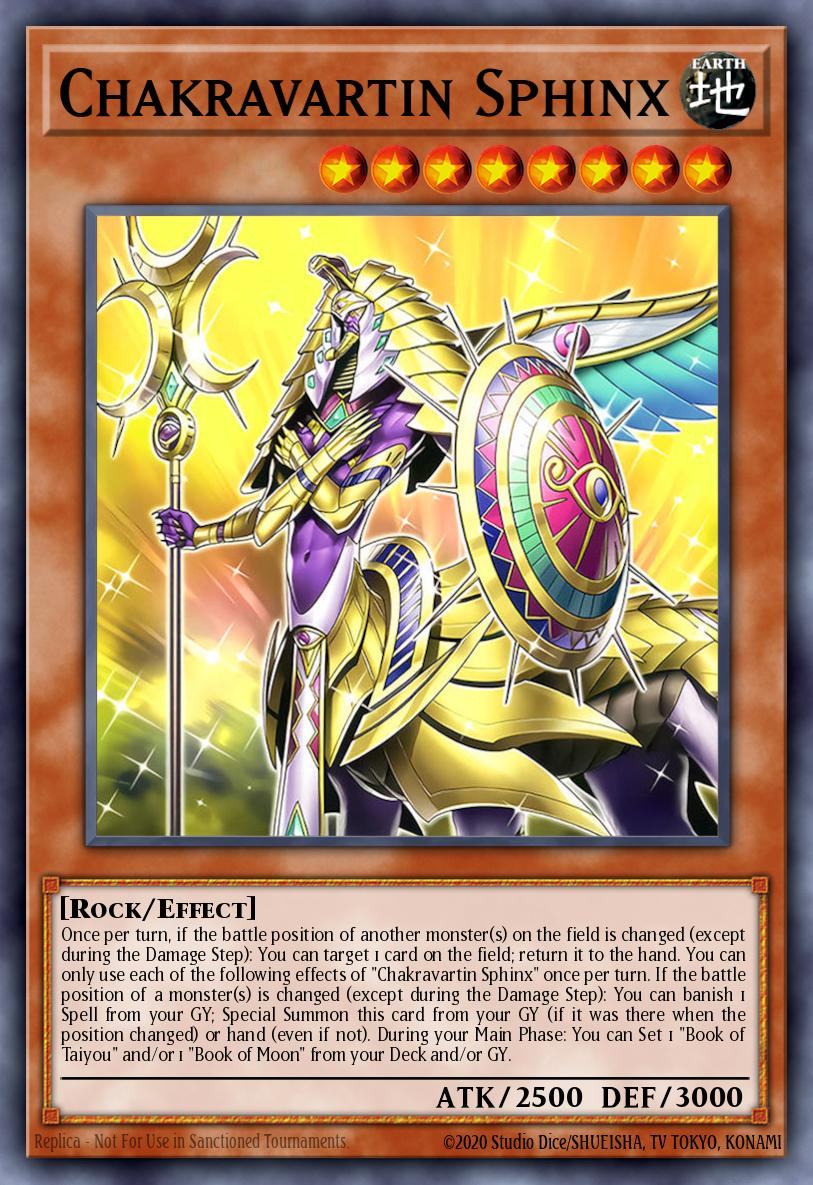 Chakravartin Sphinx
EARTH
地
[Rock/Effect]
Once per turn, if the battle position of another monster(s) on the field is changed (except
during the Damage Step): You can target 1 card on the field; return it to the hand. You can
only use each of the following effects of "Chakravartin Sphinx" once per turn. If the battle
position of a monster(s) is changed (except during the Damage Step): You can banish 1
Spell from your GY; Special Summon this card from your GY (if it was there when the
position changed) or hand (even if not). During your Main Phase: You can Set 1 "Book of
Taiyou" and/or 1 "Book of Moon" from your Deck and/or GY.
ATK/2500 DEF/3000
Replica - Not For Use in Sanctioned Tournaments.
©2020 Studio Dice/SHUEISHA, TV TOKYO, KONAMI